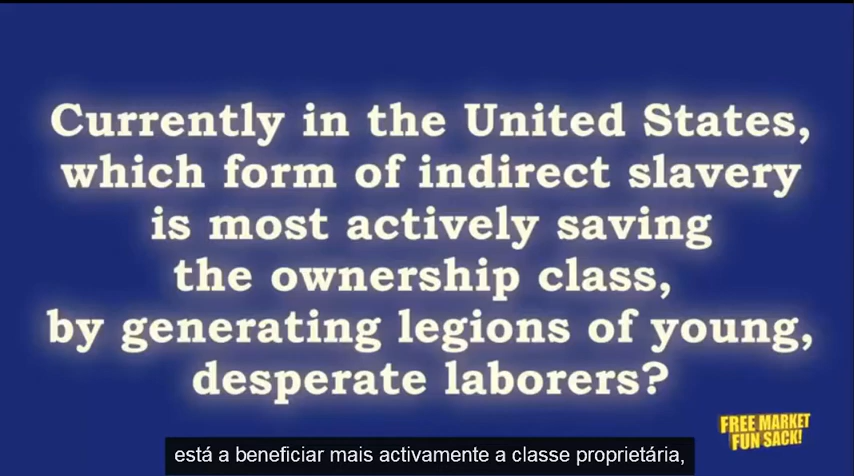 Currently in the United States,
which form of indirect slavery
is most actively saving
the ownership class,
by generating legions of young,
desperate laborers?
FREE MARKET
FUN SACK!
está a beneficiar mais activamente a classe proprietária,